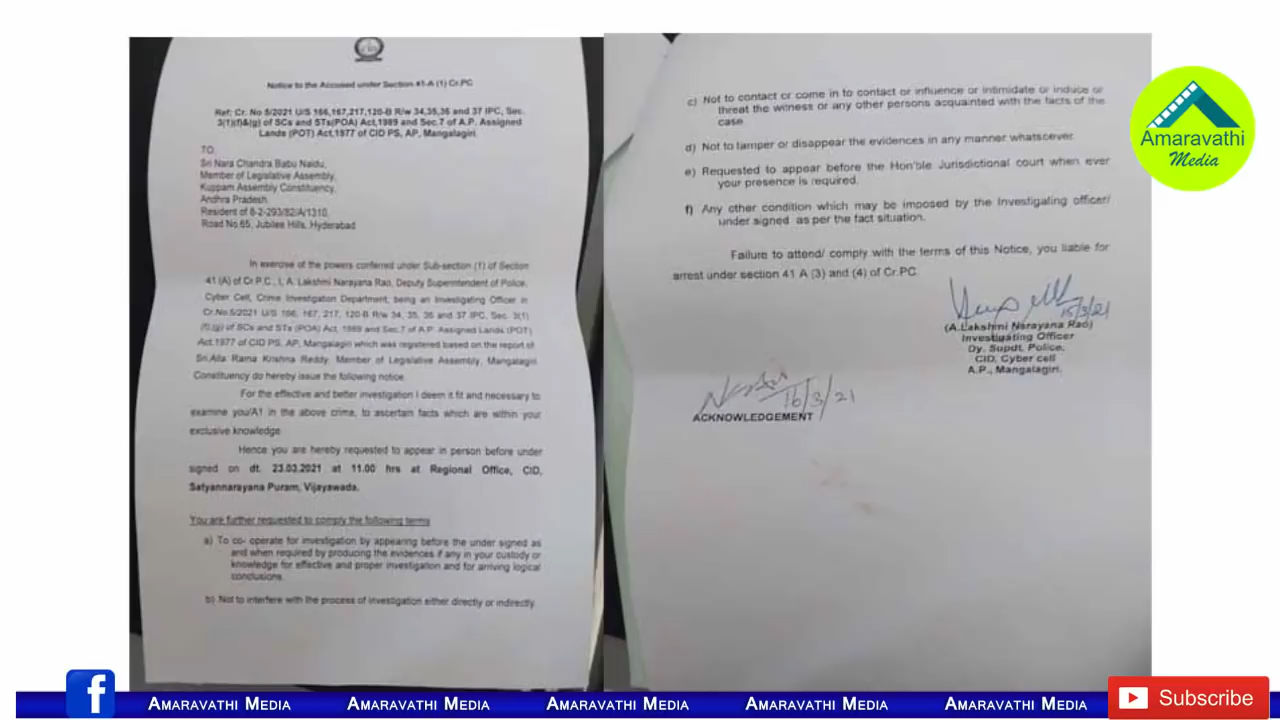 Notice to the Accused under Section 41-A (1) Cr.PC
Ref: Cr. No 5/2021 U/S 166,167,217,120-B R/w 34,35,36 and 37 IPC, Sec.
3(1)(f)&(g) of SCs and STs(POA) Act,1989 and Sec.7 of A.P. Assigned
Lands (POT) Act,1977 of CID PS, AP, Mangalagiri.
TO,
Sri Nara Chandra Babu Naidu,
Member of Legislative Assembly,
Kuppam Assembly Constituency,
Andhra Pradesh.
Resident of 8-2-293/82/A/1310,
Road No.65, Jubilee Hills, Hyderabad
In exercise of the powers conferred under Sub-section (1) of Section
41 (A) of Cr.P.C., I, A. Lakshmi Narayana Rao, Deputy Superintendent of Police,
Cyber Cell, Crime Investigation Department, being an Investigating Officer in
Cr.No.5/2021 U/S 166, 167, 217, 120-B R/w 34, 35, 36 and 37 IPC, Sec. 3(1)
(f),(g) of SCs and STs (POA) Act, 1989 and Sec.7 of A.P. Assigned Lands (POT)
Act.1977 of CID PS, AP, Mangalagiri which was registered based on the report of
Sri.Alla Rama Krishna Reddy, Member of Legislative Assembly, Mangalagiri
Constituency do hereby issue the following notice.
For the effective and better investigation I deem it fit and necessary to
examine you/A1 in the above crime, to ascertain facts which are within your
exclusive knowledge.
Hence you are hereby requested to appear in person before under
signed on dt. 23.03.2021 at 11.00 hrs at Regional Office, CID,
Satyannarayana Puram, Vijayawada.
You are further requested to comply the following terms
a) To co- operate for investigation by appearing before the under signed as
and when required by producing the evidences if any in your custody or
knowledge for effective and proper investigation and for arriving logical
conclusions.
b) Not to interfere with the process of investigation either directly or indirectly.
c) Not to contact or come in to contact or influence or intimidate or induce or
threat the witness or any other persons acquainted with the facts of the
case.
d) Not to tamper or disappear the evidences in any manner whatsoever.
e) Requested to appear before the Hon'ble Jurisdictional court when ever
your presence is required.
f) Any other condition which may be imposed by the Investigating officer/
under signed as per the fact situation.
Failure to attend/ comply with the terms of this Notice, you liable for
arrest under section 41 A (3) and (4) of Cr.PC.
15/3/21
(A.Lakshmi Narayana Rao)
Investigating Officer
Dy. Supdt, Police,
CID, Cyber cell
A.P., Mangalagiri.
16/3/21
ACKNOWLEDGEMENT
Amaravathi
Media
f AMARAVATHI MEDIA AMARAVATHI MEDIA AMARAVATHI MEDIA AMARAVATHI MEDIA AMARAVATHI MEDIA
Subscribe